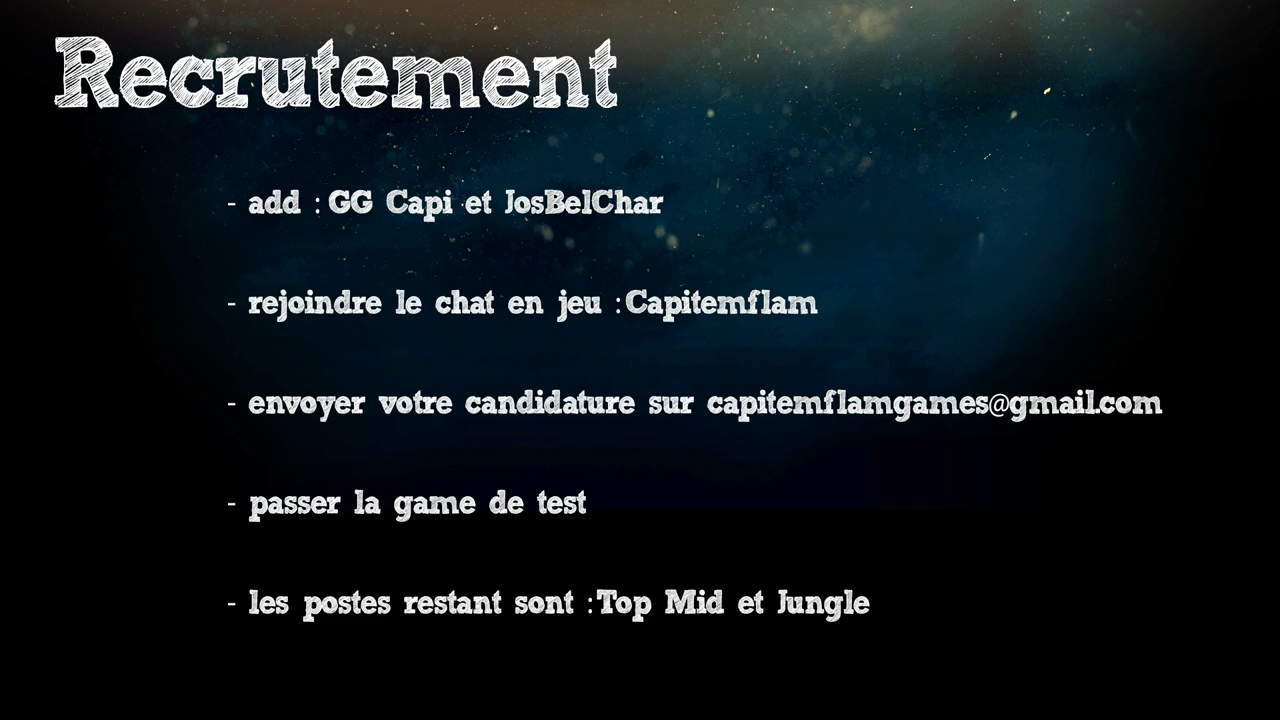 Recrutement
- add : GG Capi et JosBelChar
- rejoindre le chat en jeu : Capitemflam
- envoyer votre candidature sur capitemflamgames@gmail.com
- passer la game de test
- les postes restant sont : Top Mid et Jungle